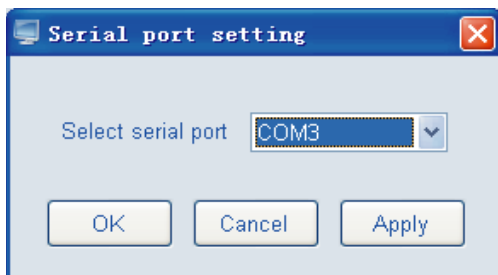 Serial port setting
Select serial port COM3
OK Cancel Apply